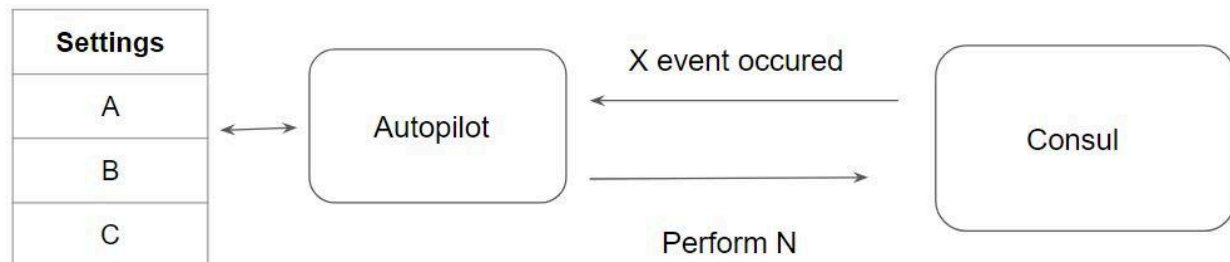 Settings
A
B
C
Autopilot
X event occured
Perform N
Consul